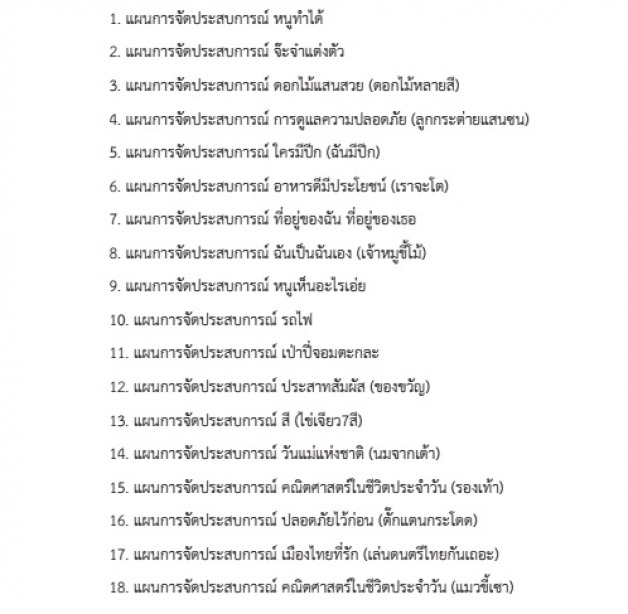 1. แผนการจัดประสบการณ์ หนูทำได้
2. แผนการจัดประสบการณ์ จ๊ะจ๋าแต่งตัว
3. แผนการจัดประสบการณ์ ดอกไม้แสนสวย (ดอกไม้หลายสี)
4. แผนการจัดประสบการณ์ การดูแลความปลอดภัย (ลูกกระต่ายแสนซน)
5. แผนการจัดประสบการณ์ ใครมีปีก (ฉันมีปีก)
6. แผนการจัดประสบการณ์ อาหารดีมีประโยชน์ (เราจะโต)
7. แผนการจัดประสบการณ์ ที่อยู่ของฉัน ที่อยู่ของเธอ
8. แผนการจัดประสบการณ์ ฉันเป็นฉันเอง (เจ้าหมูขี้โม้)
9. แผนการจัดประสบการณ์ หนูเห็นอะไรเอ่ย
10. แผนการจัดประสบการณ์ รถไฟ
11. แผนการจัดประสบการณ์ เป่าปี่จอมตะกละ
12. แผนการจัดประสบการณ์ ประสาทสัมผัส (ของขวัญ)
13. แผนการจัดประสบการณ์ สี (ไข่เจียว7สี)
14. แผนการจัดประสบการณ์ วันแม่แห่งชาติ (นมจากเต้า)
15. แผนการจัดประสบการณ์ คณิตศาสตร์ในชีวิตประจำวัน (รองเท้า)
16. แผนการจัดประสบการณ์ ปลอดภัยไว้ก่อน (ตั๊กแตนกระโดด)
17. แผนการจัดประสบการณ์ เมืองไทยที่รัก (เล่นดนตรีไทยกันเถอะ)
18. แผนการจัดประสบการณ์ คณิตศาสตร์ในชีวิตประจำวัน (แมวขี้เซา)